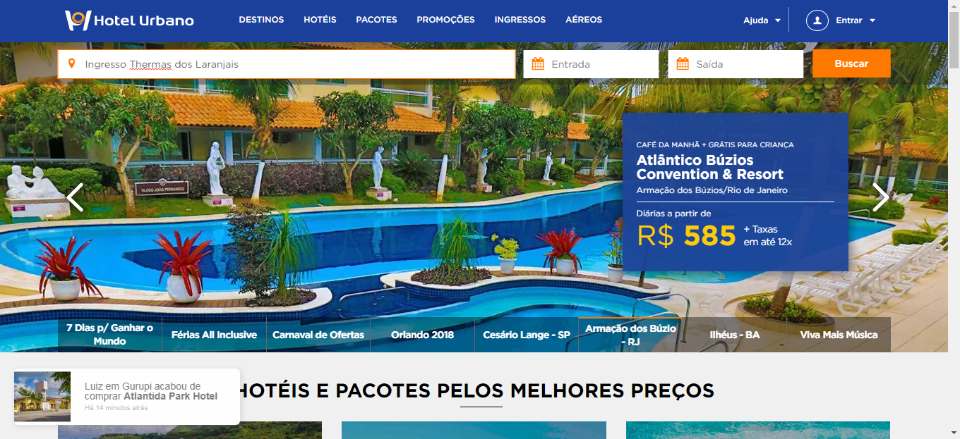 Hotel Urbano
DESTINOS
HOTÉIS
PACOTES
PROMOÇÕES
INGRESSOS
AÉREOS
Ajuda
Entrar
Ingresso Thermas dos Laranjais
Entrada
Saída
Buscar
CAFÉ DA MANHÃ + GRÁTIS PARA CRIANÇA
Atlântico Búzios
Convention & Resort
Armação dos Búzios/Rio de Janeiro
Diárias a partir de
R$ 585
+ Taxas
em até 12x
7 Dias p/ Ganhar o
Mundo
Férias All Inclusive
Carnaval de Ofertas
Orlando 2018
Cesário Lange - SP
Armação dos Búzio
- RJ
Ilhéus - BA
Viva Mais Música
HOTÉIS E PACOTES PELOS MELHORES PREÇOS
Luiz em Gurupi acabou de
comprar Atlantida Park Hotel
Há 14 minutos atrás